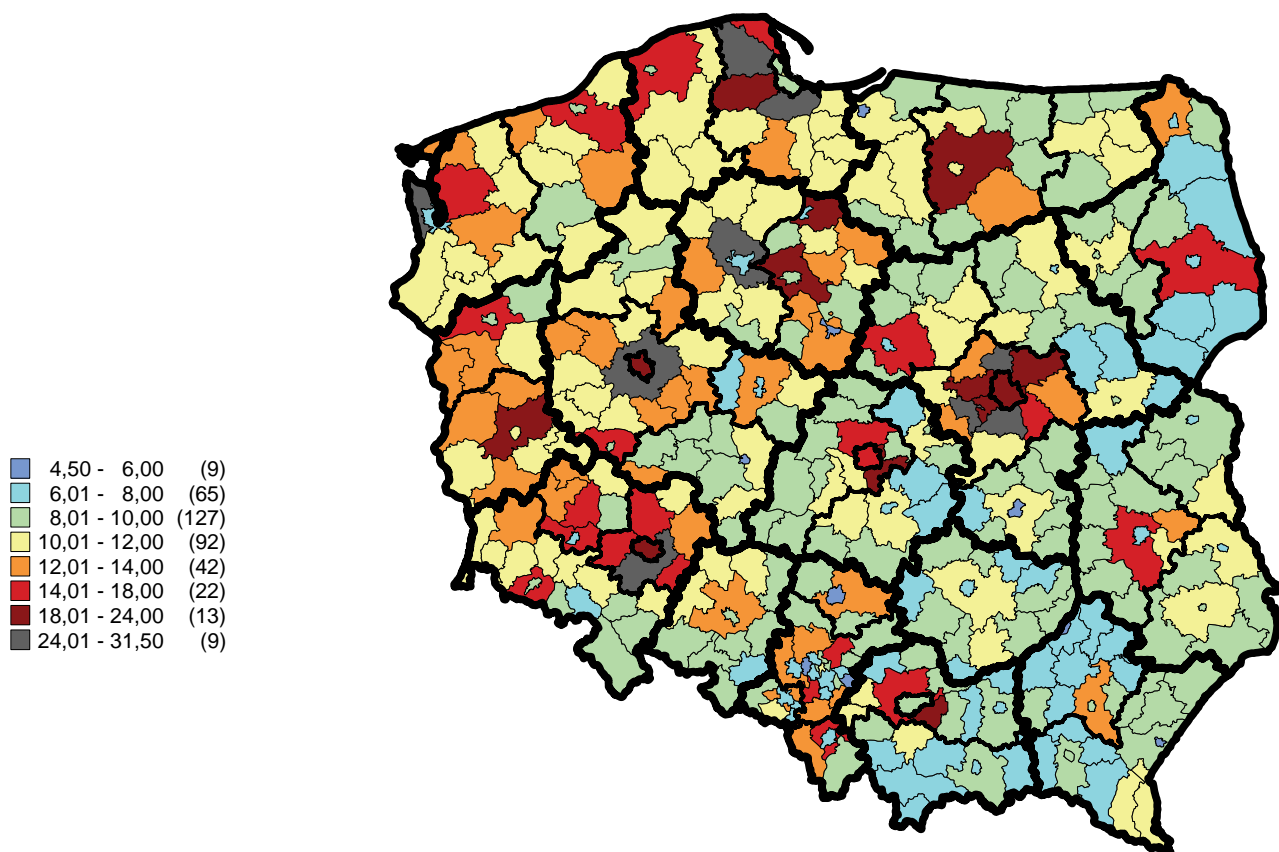 4,50 - 6,00 (9)
6,01 - 8,00 (65)
8,01 - 10,00 (127)
10,01 - 12,00 (92)
12,01 - 14,00 (42)
14,01 - 18,00 (22)
18,01 - 24,00 (13)
24,01 - 31,50 (9)